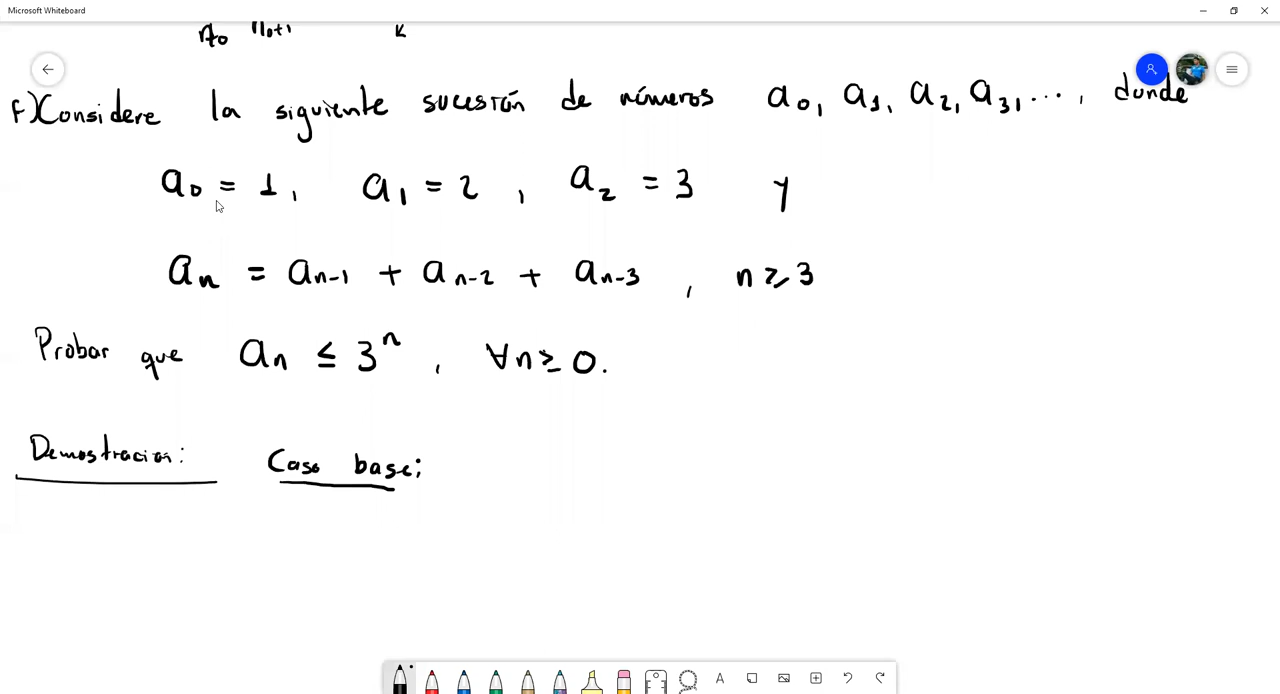 Microsoft Whiteboard
f) Considere la siguiente sucesión de números a₀, a₁, a₂, a₃, ..., donde
a₀ = 1, a₁ = 2, a₂ = 3 y
aₙ = aₙ₋₁ + aₙ₋₂ + aₙ₋₃, n ≥ 3
Probar que aₙ ≤ 3ⁿ, ∀n ≥ 0.
Demostración: Caso base: